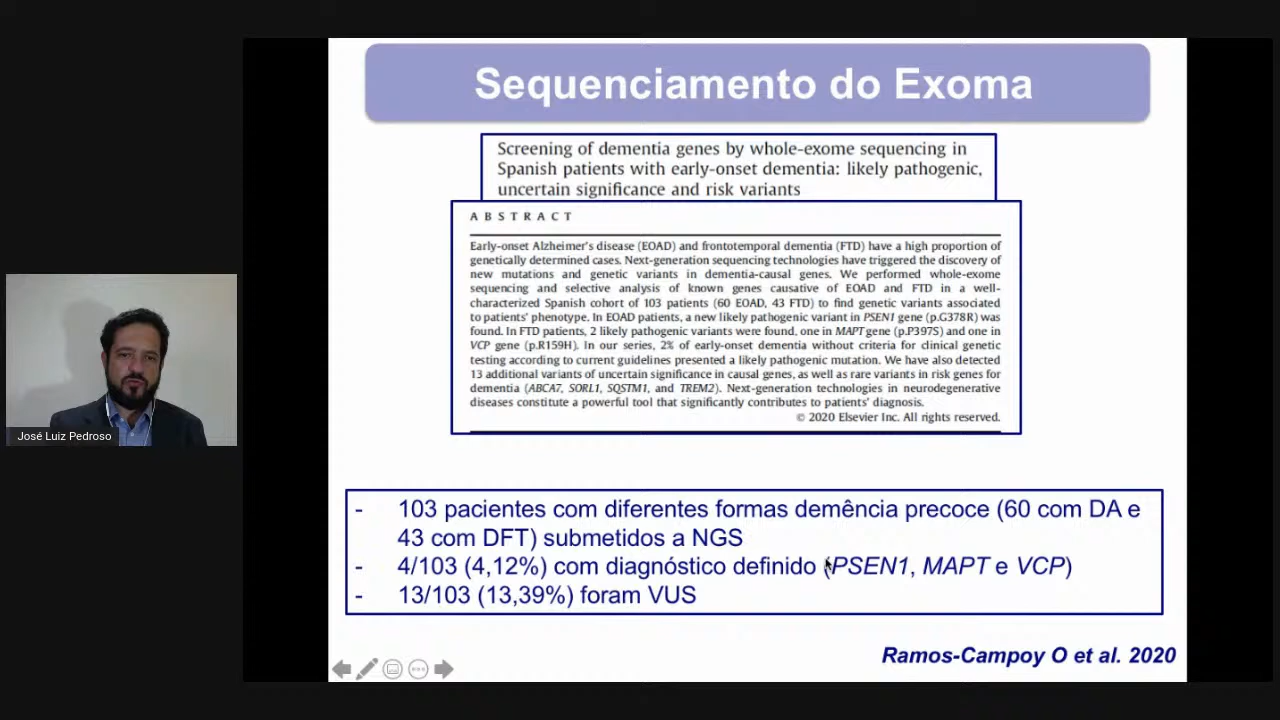 Sequenciamento do Exoma
Screening of dementia genes by whole-exome sequencing in
Spanish patients with early-onset dementia: likely pathogenic,
uncertain significance and risk variants
ABSTRACT
Early-onset Alzheimer's disease (EOAD) and frontotemporal dementia (FTD) have a high proportion of
genetically determined cases. Next-generation sequencing technologies have triggered the discovery of
new mutations and genetic variants in dementia-causal genes. We performed whole-exome
sequencing and selective analysis of known genes causative of EOAD and FTD in a well-
characterized Spanish cohort of 103 patients (60 EOAD, 43 FTD) to find genetic variants associated
to patients' phenotype. In EOAD patients, a new likely pathogenic variant in PSEN1 gene (p.G378R) was
found. In FTD patients, 2 likely pathogenic variants were found, one in MAPT gene (p.P397S) and one in
VCP gene (p.R159H). In our series, 2% of early-onset dementia without criteria for clinical genetic
testing according to current guidelines presented a likely pathogenic mutation. We have also detected
13 additional variants of uncertain significance in causal genes, as well as rare variants in risk genes for
dementia (ABCA7, SORL1, SQSTM1, and TREM2). Next-generation technologies in neurodegenerative
diseases constitute a powerful tool that significantly contributes to patients' diagnosis.
© 2020 Elsevier Inc. All rights reserved.
José Luiz Pedroso
- 103 pacientes com diferentes formas demência precoce (60 com DA e
43 com DFT) submetidos a NGS
- 4/103 (4,12%) com diagnóstico definido (PSEN1, MAPT e VCP)
- 13/103 (13,39%) foram VUS
Ramos-Campoy O et al. 2020